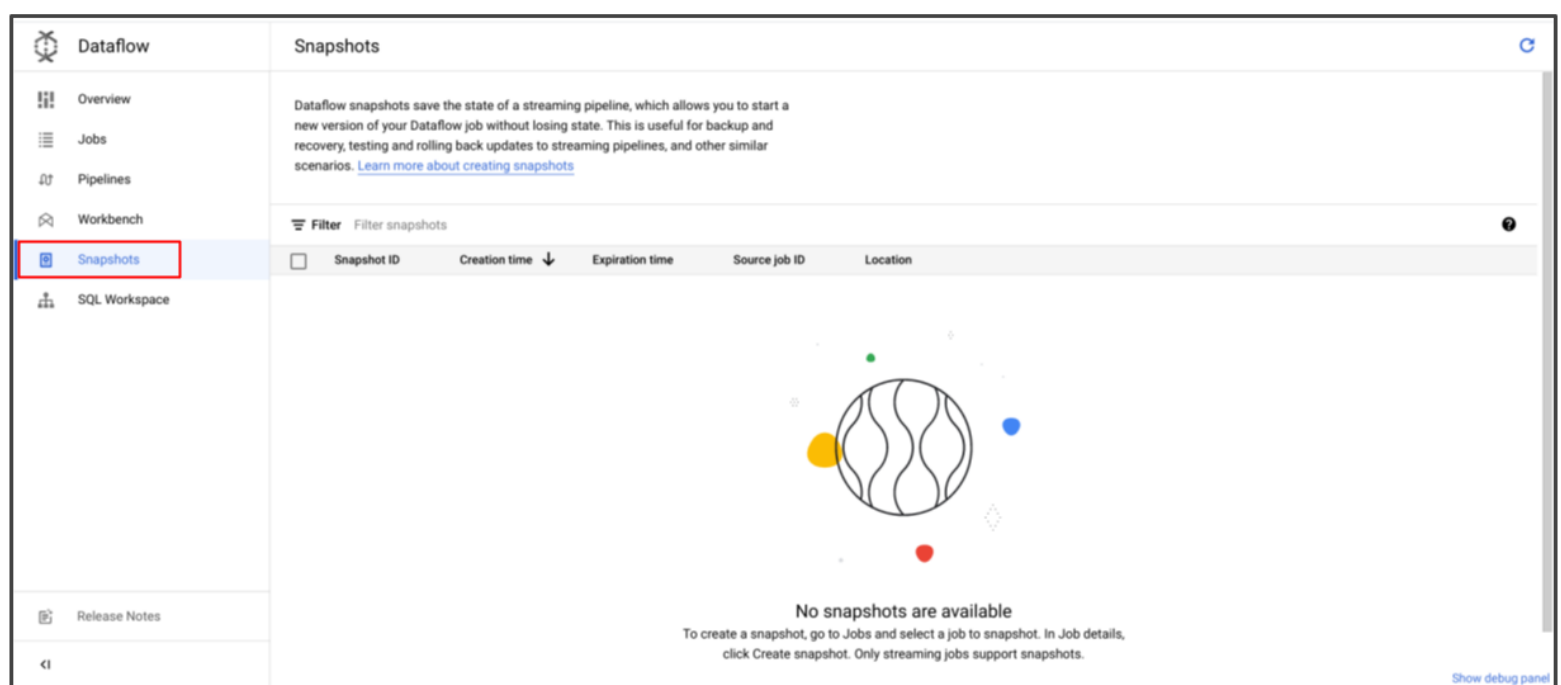 Dataflow
Snapshots
Overview
Jobs
Pipelines
Workbench
Snapshots
SQL Workspace
Release Notes
Dataflow snapshots save the state of a streaming pipeline, which allows you to start a
new version of your Dataflow job without losing state. This is useful for backup and
recovery, testing and rolling back updates to streaming pipelines, and other similar
scenarios. Learn more about creating snapshots
Filter Filter snapshots
Snapshot ID Creation time Expiration time Source job ID Location
No snapshots are available
To create a snapshot, go to Jobs and select a job to snapshot. In Job details,
click Create snapshot. Only streaming jobs support snapshots.
Show debug panel